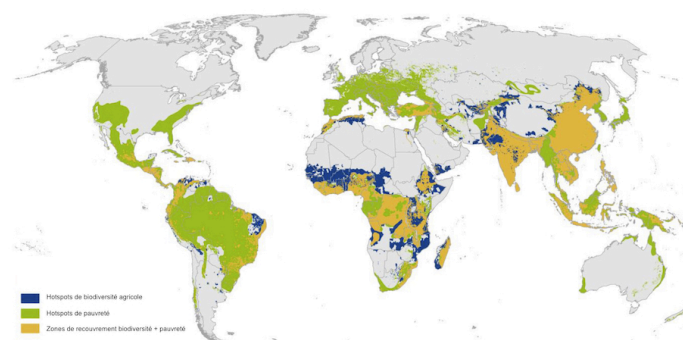 Hotspots de biodiversité agricole
Hotspots de pauvreté
Zones de recouvrement biodiversité + pauvreté